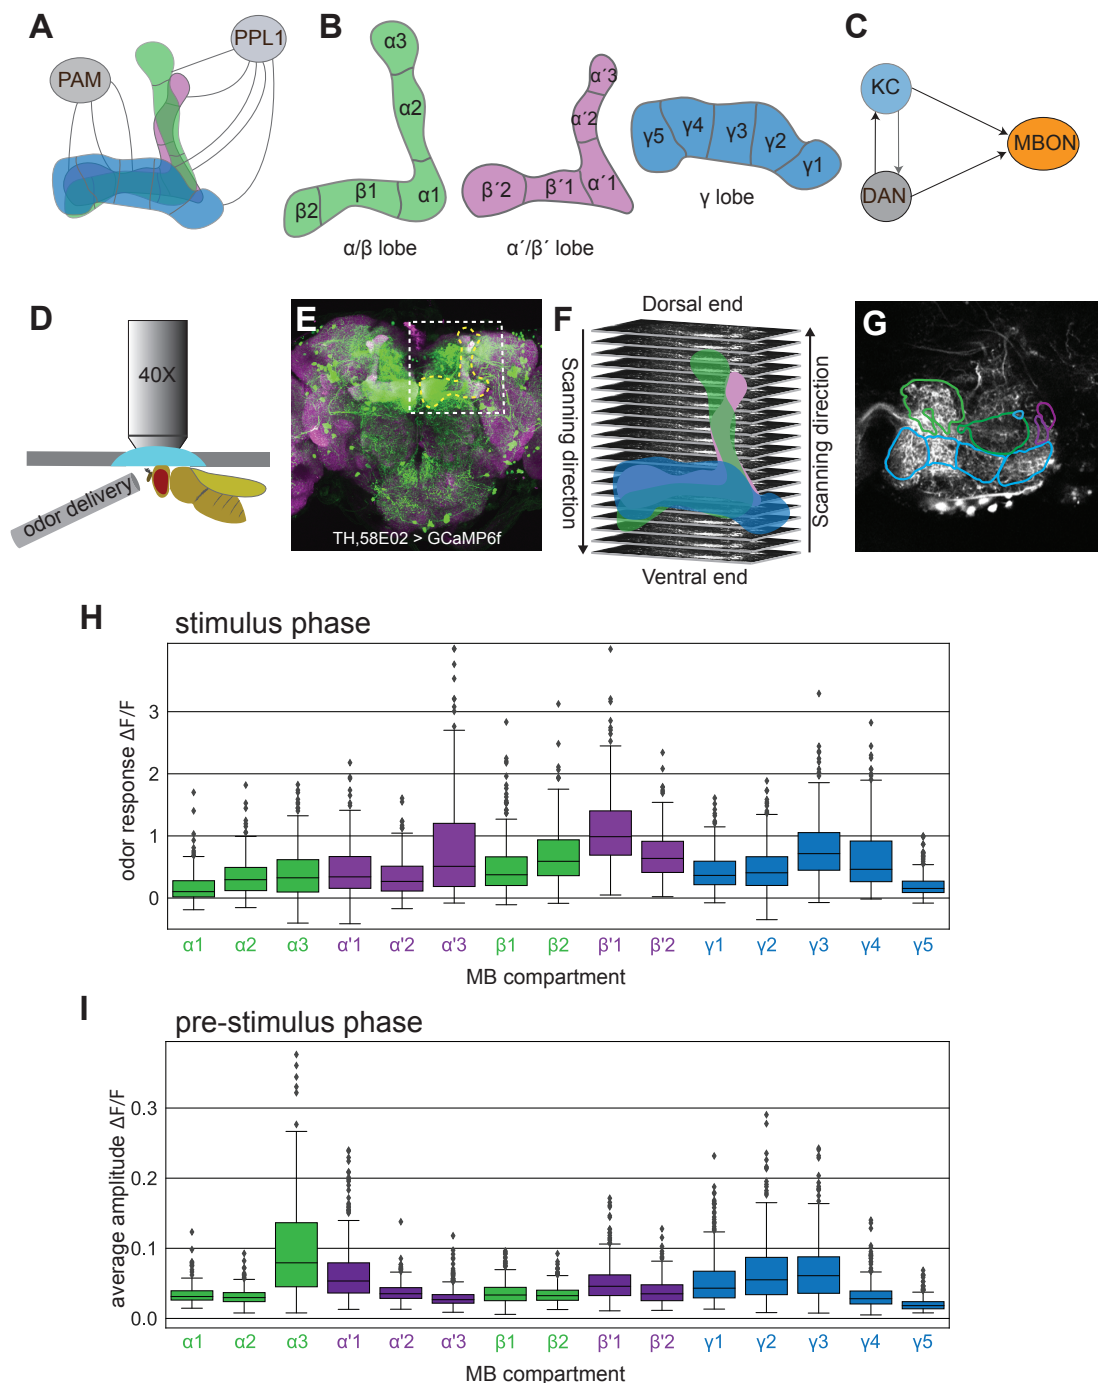 A
PAM
PPL1
B
α3
α2
α1
β1
β2
α/β lobe
α´3
α´2
α´1
β´1
β´2
α´/β´ lobe
γ5
γ4
γ3
γ2
γ1
γ lobe
C
KC
DAN
MBON
D
40X
odor delivery
E
TH,58E02 > GCaMP6f
F
Dorsal end
Scanning direction
Scanning direction
Ventral end
G
H
stimulus phase
odor response ΔF/F
3
2
1
0
α1 α2 α3 α'1 α'2 α'3 β1 β2 β'1 β'2 γ1 γ2 γ3 γ4 γ5
MB compartment
I
pre-stimulus phase
average amplitude ΔF/F
0.3
0.2
0.1
0.0
α1 α2 α3 α'1 α'2 α'3 β1 β2 β'1 β'2 γ1 γ2 γ3 γ4 γ5
MB compartment